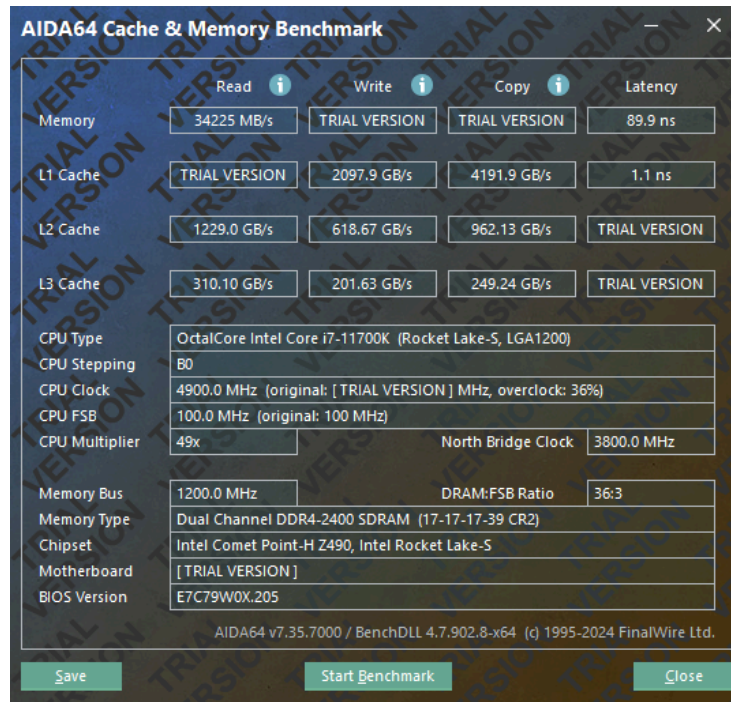 AIDA64 Cache & Memory Benchmark
Read Write Copy Latency
Memory 34225 MB/s TRIAL VERSION TRIAL VERSION 89.9 ns
L1 Cache TRIAL VERSION 2097.9 GB/s 4191.9 GB/s 1.1 ns
L2 Cache 1229.0 GB/s 618.67 GB/s 962.13 GB/s TRIAL VERSION
L3 Cache 310.10 GB/s 201.63 GB/s 249.24 GB/s TRIAL VERSION
CPU Type OctalCore Intel Core i7-11700K (Rocket Lake-S, LGA1200)
CPU Stepping B0
CPU Clock 4900.0 MHz (original: [ TRIAL VERSION ] MHz, overclock: 36%)
CPU FSB 100.0 MHz (original: 100 MHz)
CPU Multiplier 49x North Bridge Clock 3800.0 MHz
Memory Bus 1200.0 MHz DRAM:FSB Ratio 36:3
Memory Type Dual Channel DDR4-2400 SDRAM (17-17-17-39 CR2)
Chipset Intel Comet Point-H Z490, Intel Rocket Lake-S
Motherboard [ TRIAL VERSION ]
BIOS Version E7C79W0X.205
AIDA64 v7.35.7000 / BenchDLL 4.7.902.8-x64 (c) 1995-2024 FinalWire Ltd.
Save Start Benchmark Close